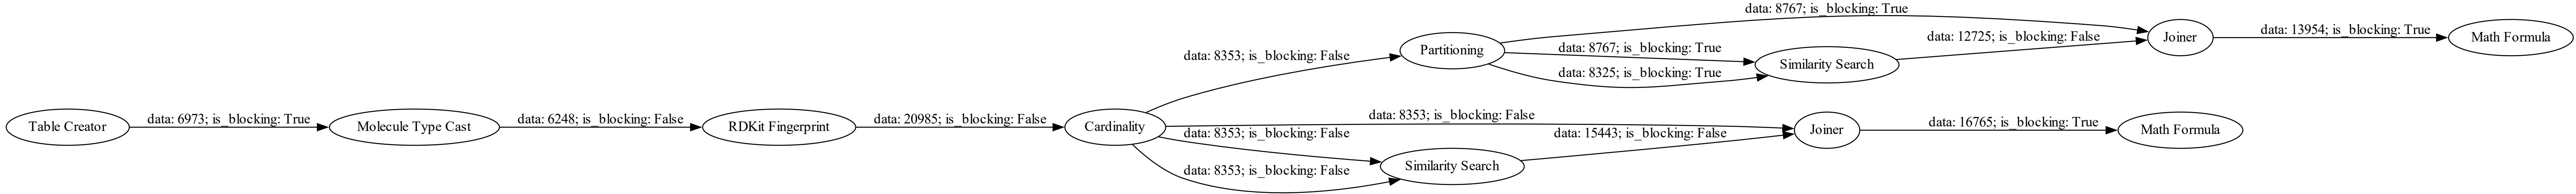 data: 8767; is_blocking: True
Partitioning
data: 8767; is_blocking: True
data: 8325; is_blocking: True
Similarity Search
data: 12725; is_blocking: False
Joiner
data: 13954; is_blocking: True
Math Formula
data: 8353; is_blocking: False
Table Creator
data: 6973; is_blocking: True
Molecule Type Cast
data: 6248; is_blocking: False
RDKit Fingerprint
data: 20985; is_blocking: False
Cardinality
data: 8353; is_blocking: False
data: 8353; is_blocking: False
data: 8353; is_blocking: False
Similarity Search
data: 15443; is_blocking: False
Joiner
data: 16765; is_blocking: True
Math Formula